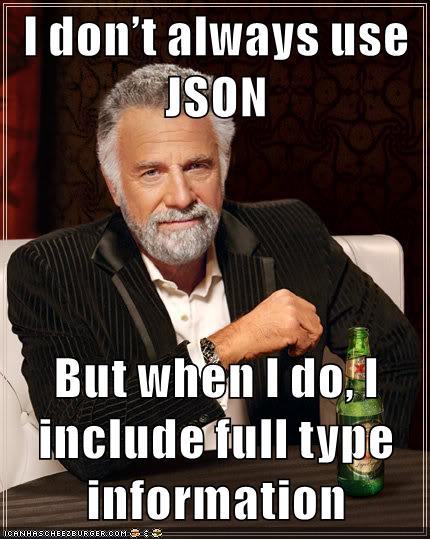 I don’t always use
JSON
But when I do, I
include full type
information
ICANHASCHEEZBURGER.COM